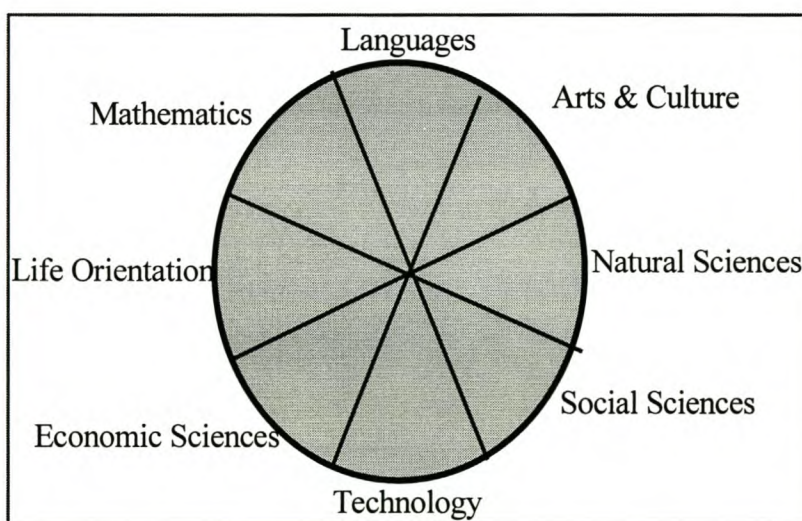 Languages
Arts & Culture
Mathematics
Life Orientation
Natural Sciences
Social Sciences
Economic Sciences
Technology